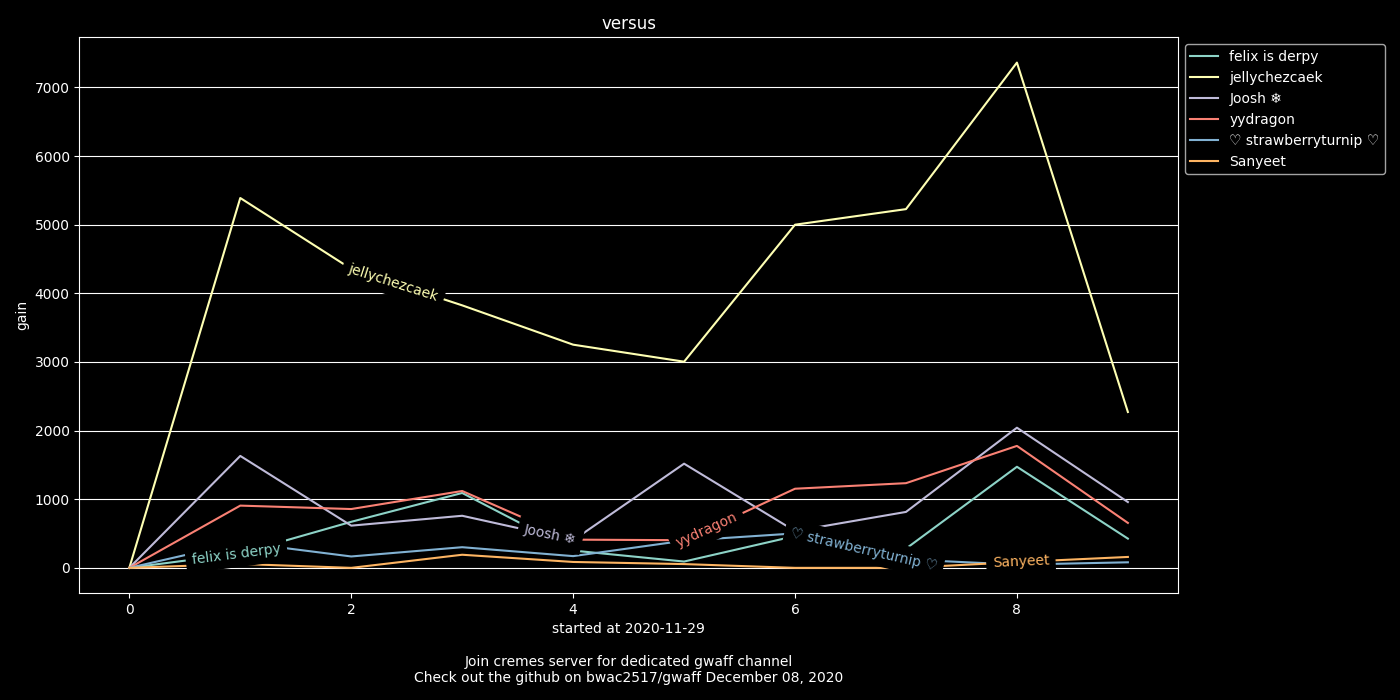 versus
felix is derpy
jellychezcaek
Joosh ❄
yydragon
♡ strawberryturnip ♡
Sanyeet
7000
6000
5000
4000
3000
2000
1000
0
gain
jellychezcaek
Joosh ❄
yydragon
felix is derpy
♡ strawberryturnip ♡
Sanyeet
0 2 4 6 8
started at 2020-11-29
Join cremes server for dedicated gwaff channel
Check out the github on bwac2517/gwaff December 08, 2020